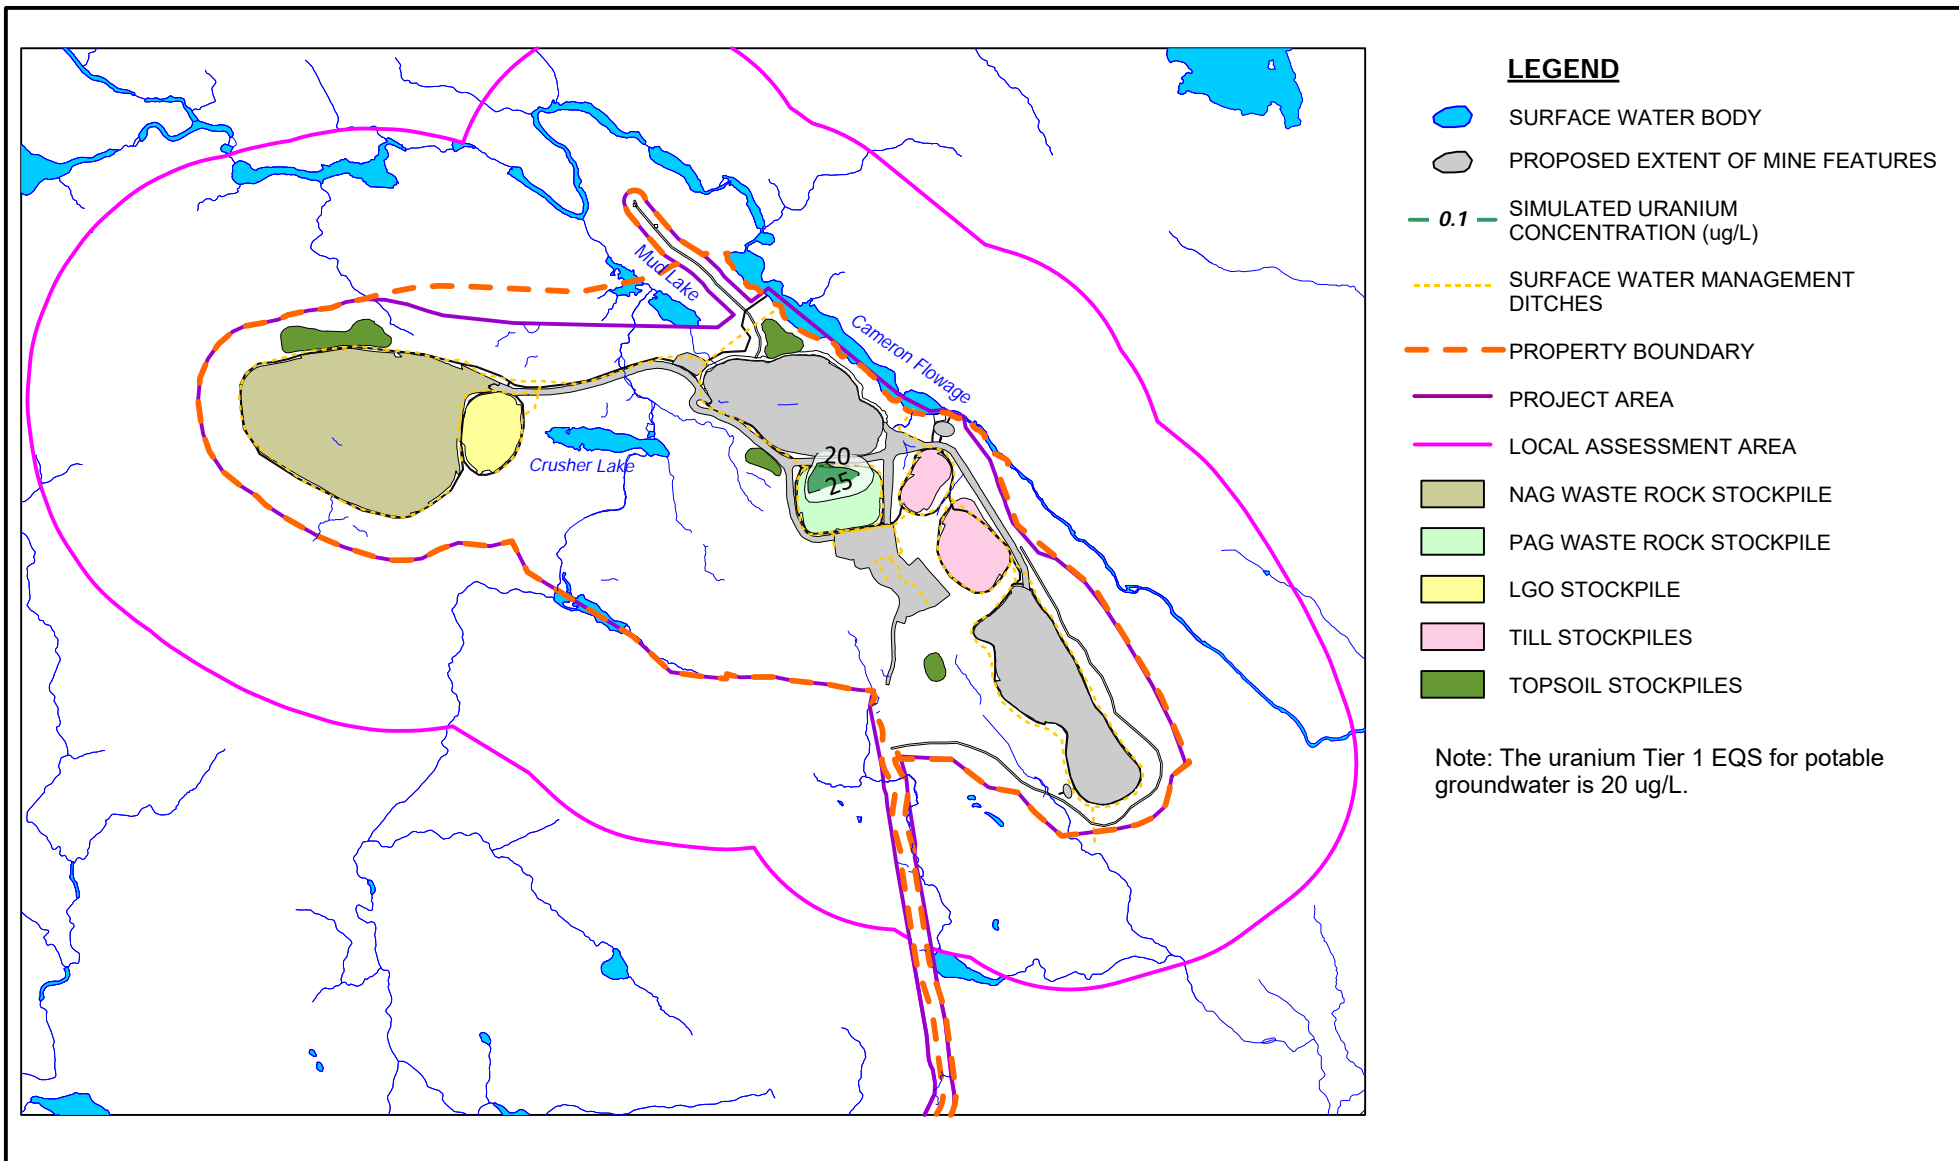 LEGEND
SURFACE WATER BODY
PROPOSED EXTENT OF MINE FEATURES
0.1
SIMULATED URANIUM
CONCENTRATION (ug/L)
SURFACE WATER MANAGEMENT
DITCHES
PROPERTY BOUNDARY
PROJECT AREA
LOCAL ASSESSMENT AREA
NAG WASTE ROCK STOCKPILE
PAG WASTE ROCK STOCKPILE
LGO STOCKPILE
TILL STOCKPILES
TOPSOIL STOCKPILES
Note: The uranium Tier 1 EQS for potable
groundwater is 20 ug/L.
Mud Lake
Cameron Flowage
Crusher Lake
20
25